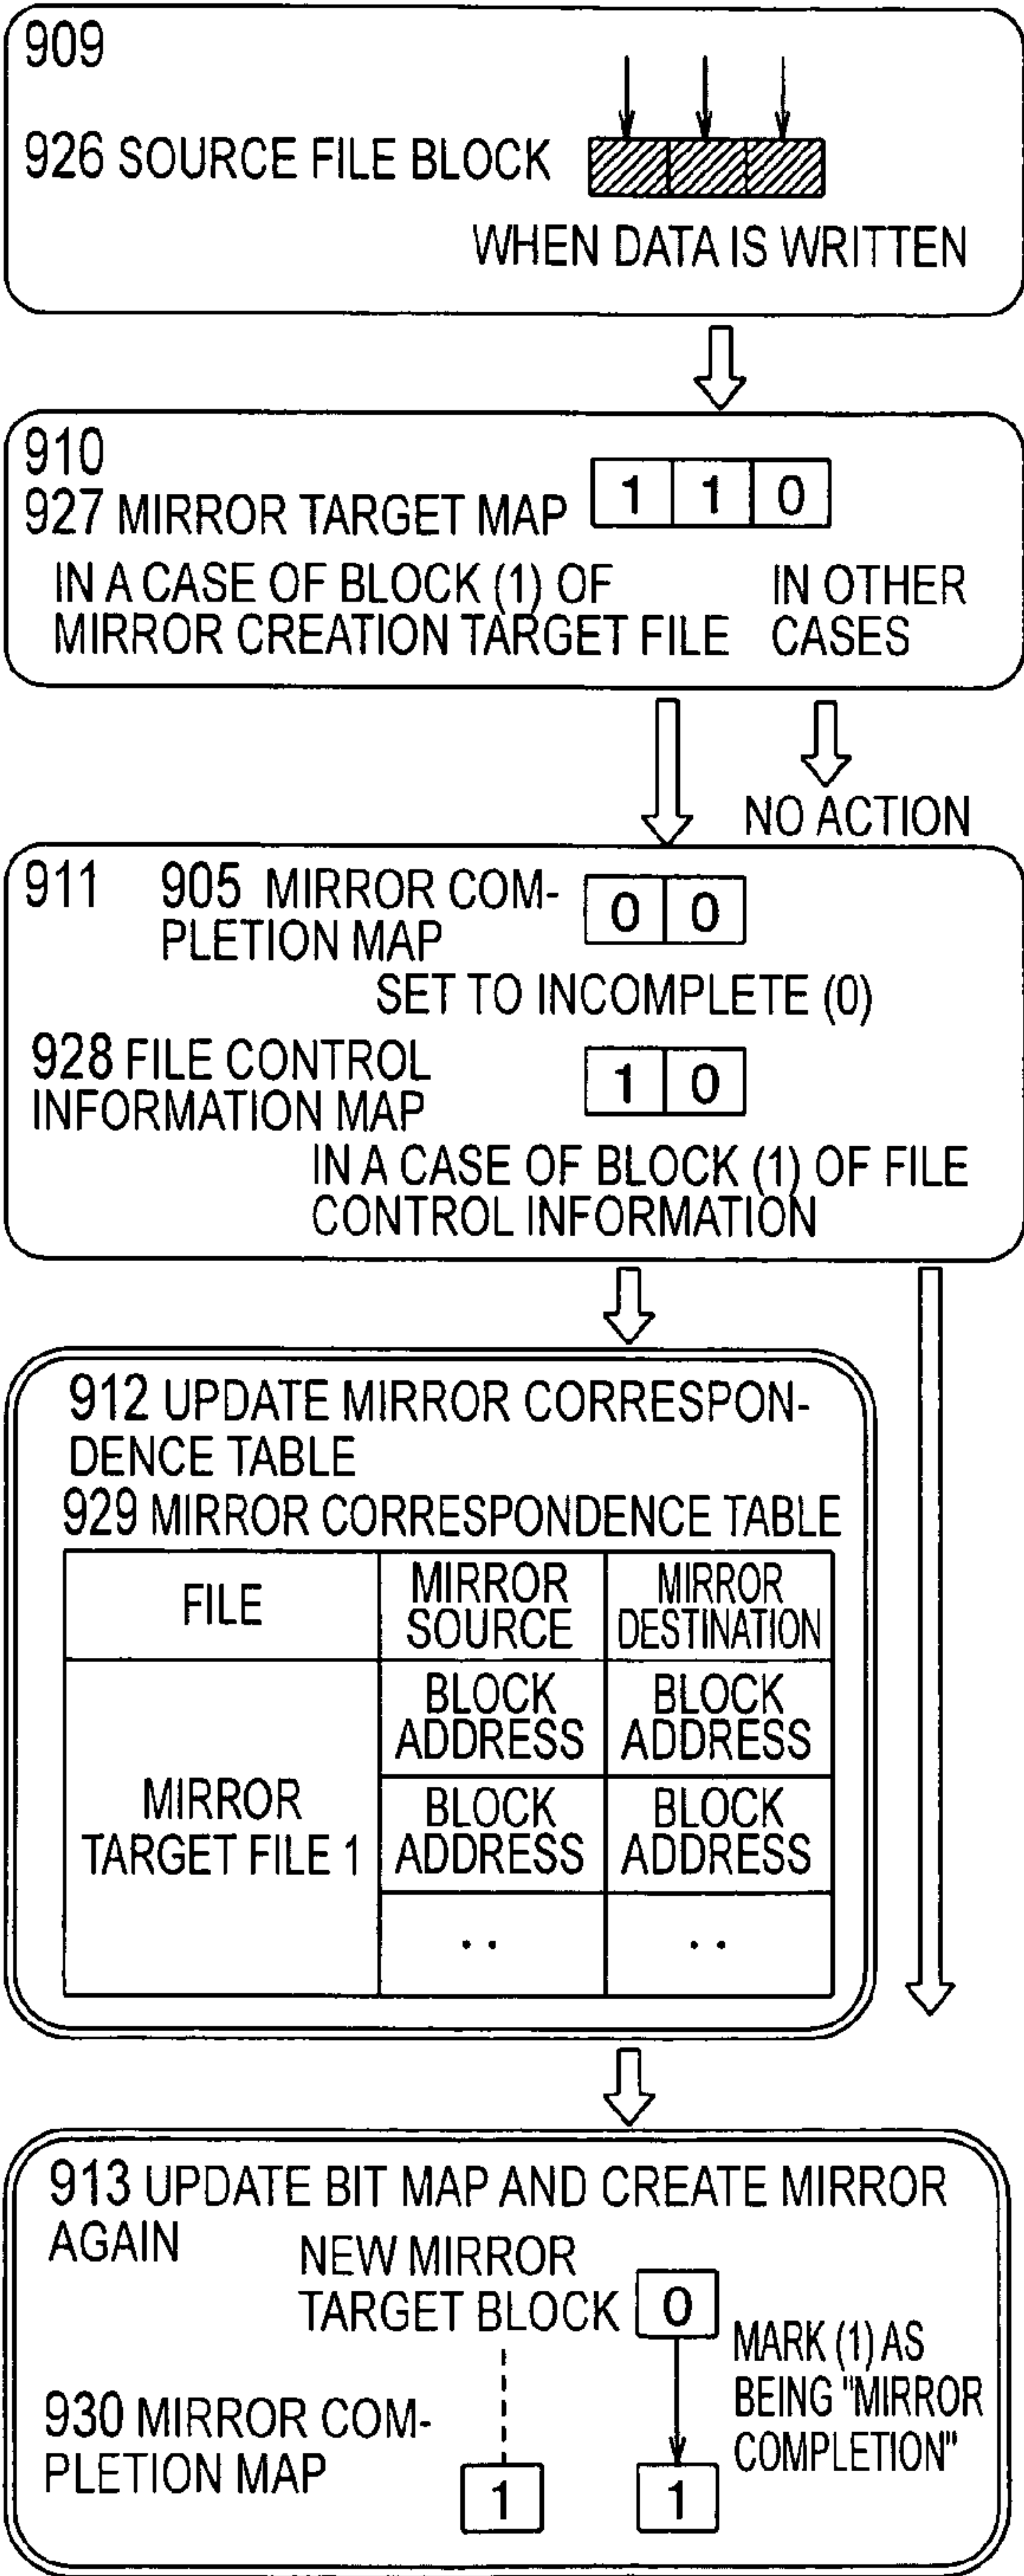 909
926 SOURCE FILE BLOCK
WHEN DATA IS WRITTEN
910
927 MIRROR TARGET MAP 1 1 0
IN A CASE OF BLOCK (1) OF
MIRROR CREATION TARGET FILE
IN OTHER
CASES
NO ACTION
911
905 MIRROR COM-
PLETION MAP
0 0
SET TO INCOMPLETE (0)
928 FILE CONTROL
INFORMATION MAP
1 0
IN A CASE OF BLOCK (1) OF FILE
CONTROL INFORMATION
912 UPDATE MIRROR CORRESPON-
DENCE TABLE
929 MIRROR CORRESPONDENCE TABLE
FILE
MIRROR
SOURCE
MIRROR
DESTINATION
MIRROR
TARGET FILE 1
BLOCK
ADDRESS
BLOCK
ADDRESS
BLOCK
ADDRESS
BLOCK
ADDRESS
. .
. .
913 UPDATE BIT MAP AND CREATE MIRROR
AGAIN
NEW MIRROR
TARGET BLOCK
0
MARK (1) AS
BEING "MIRROR
COMPLETION"
930 MIRROR COM-
PLETION MAP
1
1